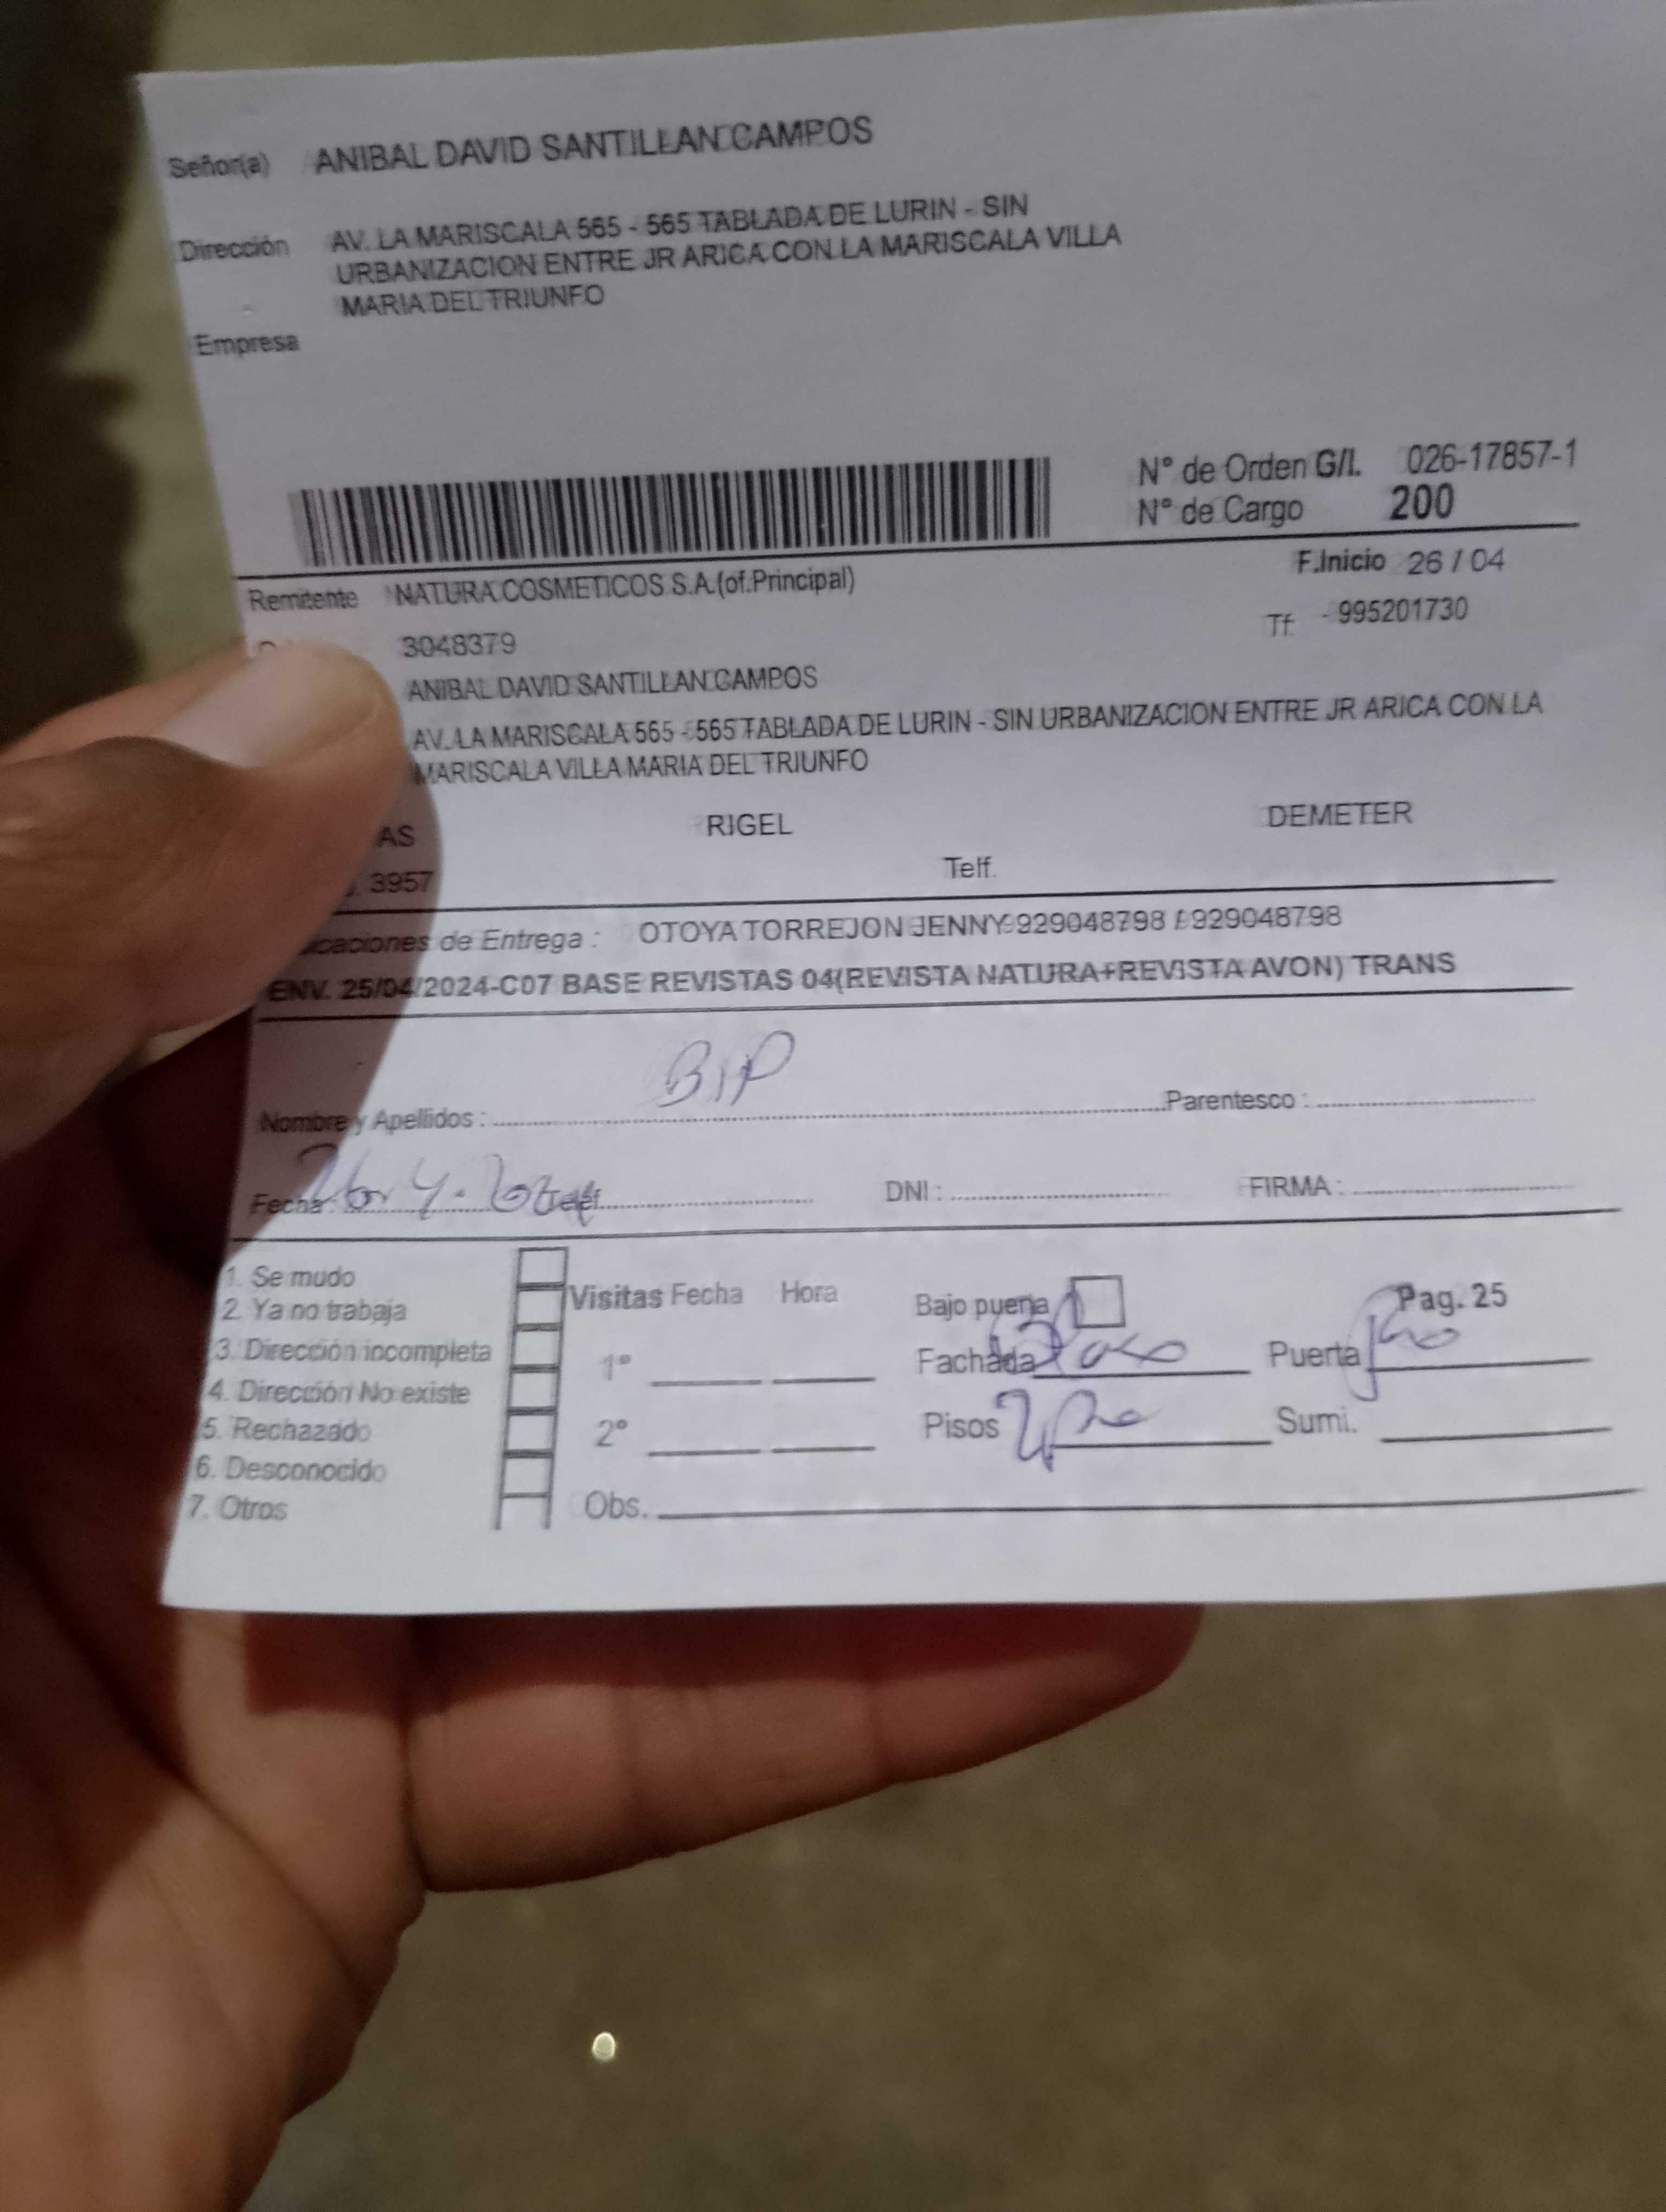 Señor(a) ANIBAL DAVID SANTILLAN CAMPOS
Dirección AV. LA MARISCALA 565 - 565 TABLADA DE LURIN - SIN
URBANIZACION ENTRE JR ARICA CON LA MARISCALA VILLA
MARIA DEL TRIUNFO
Empresa
N° de Orden G/I. 026-17857-1
N° de Cargo 200
F.Inicio 26 / 04
Remitente NATURA COSMETICOS S.A.(of.Principal)
3048379 Tf: - 995201730
ANIBAL DAVID SANTILLAN CAMPOS
AV. LA MARISCALA 565 - 565 TABLADA DE LURIN - SIN URBANIZACION ENTRE JR ARICA CON LA
MARISCALA VILLA MARIA DEL TRIUNFO
AS RIGEL DEMETER
3957 Telf.
caciones de Entrega : OTOYA TORREJON JENNY 929048798 / 929048798
ENV. 25/04/2024-C07 BASE REVISTAS 04(REVISTA NATURA+REVISTA AVON) TRANS
BIP
Nombre y Apellidos : Parentesco :
Fecha: Telef. DNI : FIRMA :
1. Se mudo
2. Ya no trabaja
3. Dirección incompleta
4. Dirección No existe
5. Rechazado
6. Desconocido
7. Otros
Visitas Fecha Hora
1°
2°
Obs.
Bajo puerta Pag. 25
Fachada Puerta
Pisos Sumi.